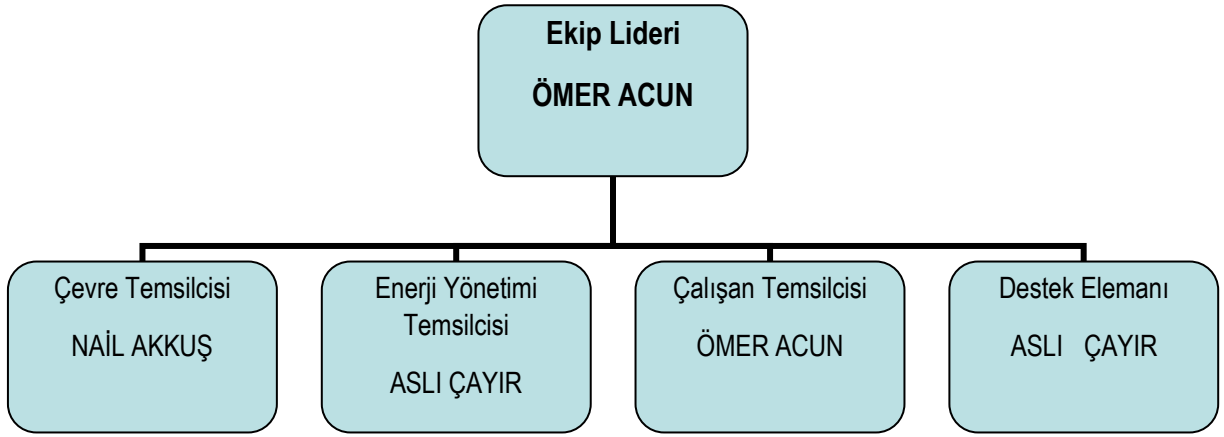 Ekip Lideri
ÖMER ACUN
Çevre Temsilcisi
NAİL AKKUŞ
Enerji Yönetimi
Temsilcisi
ASLI ÇAYIR
Çalışan Temsilcisi
ÖMER ACUN
Destek Elemanı
ASLI ÇAYIR